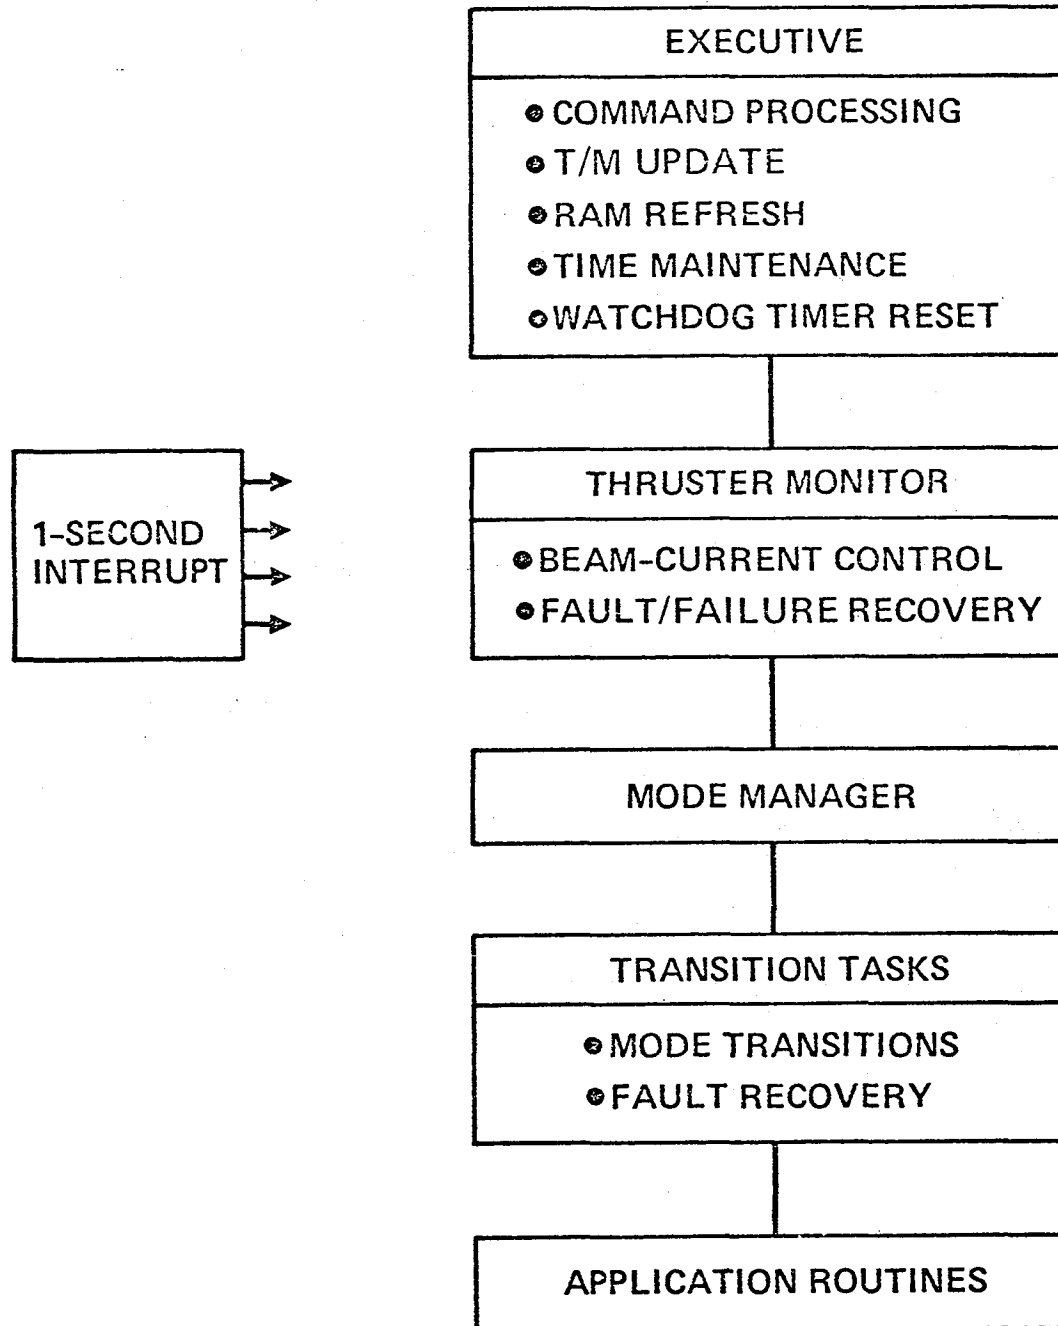 EXECUTIVE
● COMMAND PROCESSING
● T/M UPDATE
● RAM REFRESH
● TIME MAINTENANCE
● WATCHDOG TIMER RESET
1-SECOND
INTERRUPT
THRUSTER MONITOR
● BEAM-CURRENT CONTROL
● FAULT/FAILURE RECOVERY
MODE MANAGER
TRANSITION TASKS
● MODE TRANSITIONS
● FAULT RECOVERY
APPLICATION ROUTINES